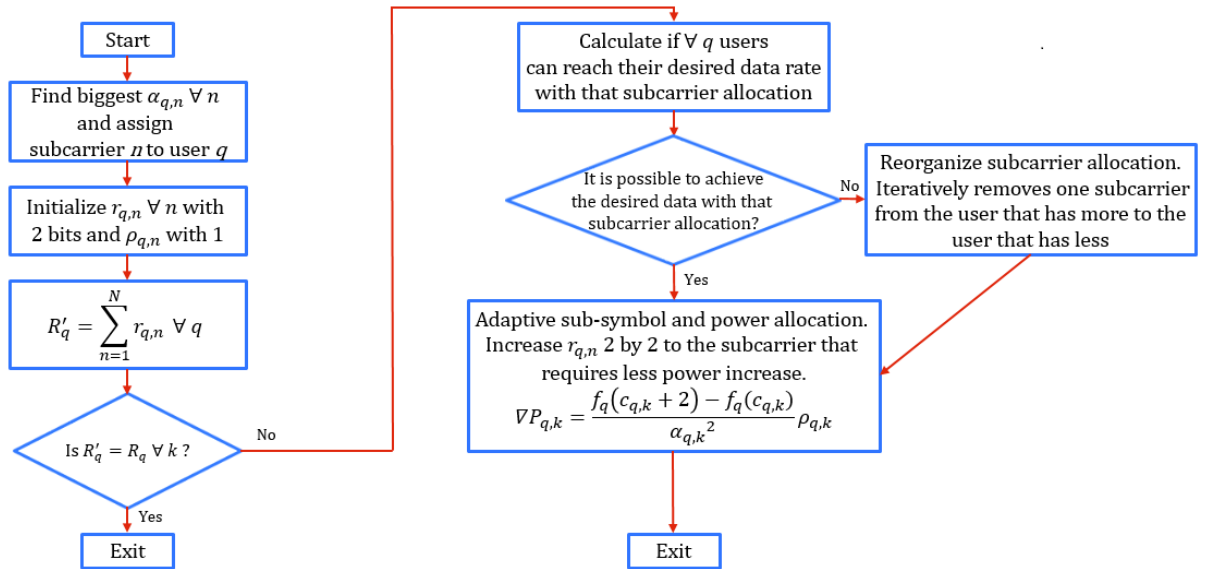 Start
Find biggest α_{q,n} ∀ n
and assign
subcarrier n to user q
Initialize r_{q,n} ∀ n with
2 bits and ρ_{q,n} with 1
R'_q = ∑_{n=1}^{N} r_{q,n} ∀ q
Is R'_q = R_q ∀ k ?
No
Yes
Exit
Calculate if ∀ q users
can reach their desired data rate
with that subcarrier allocation
It is possible to achieve
the desired data with that
subcarrier allocation?
No
Reorganize subcarrier allocation.
Iteratively removes one subcarrier
from the user that has more to the
user that has less
Yes
Adaptive sub-symbol and power allocation.
Increase r_{q,n} 2 by 2 to the subcarrier that
requires less power increase.
∇P_{q,k} = \frac{f_q(c_{q,k} + 2) − f_q(c_{q,k})}{α_{q,k}^2} ρ_{q,k}
Exit